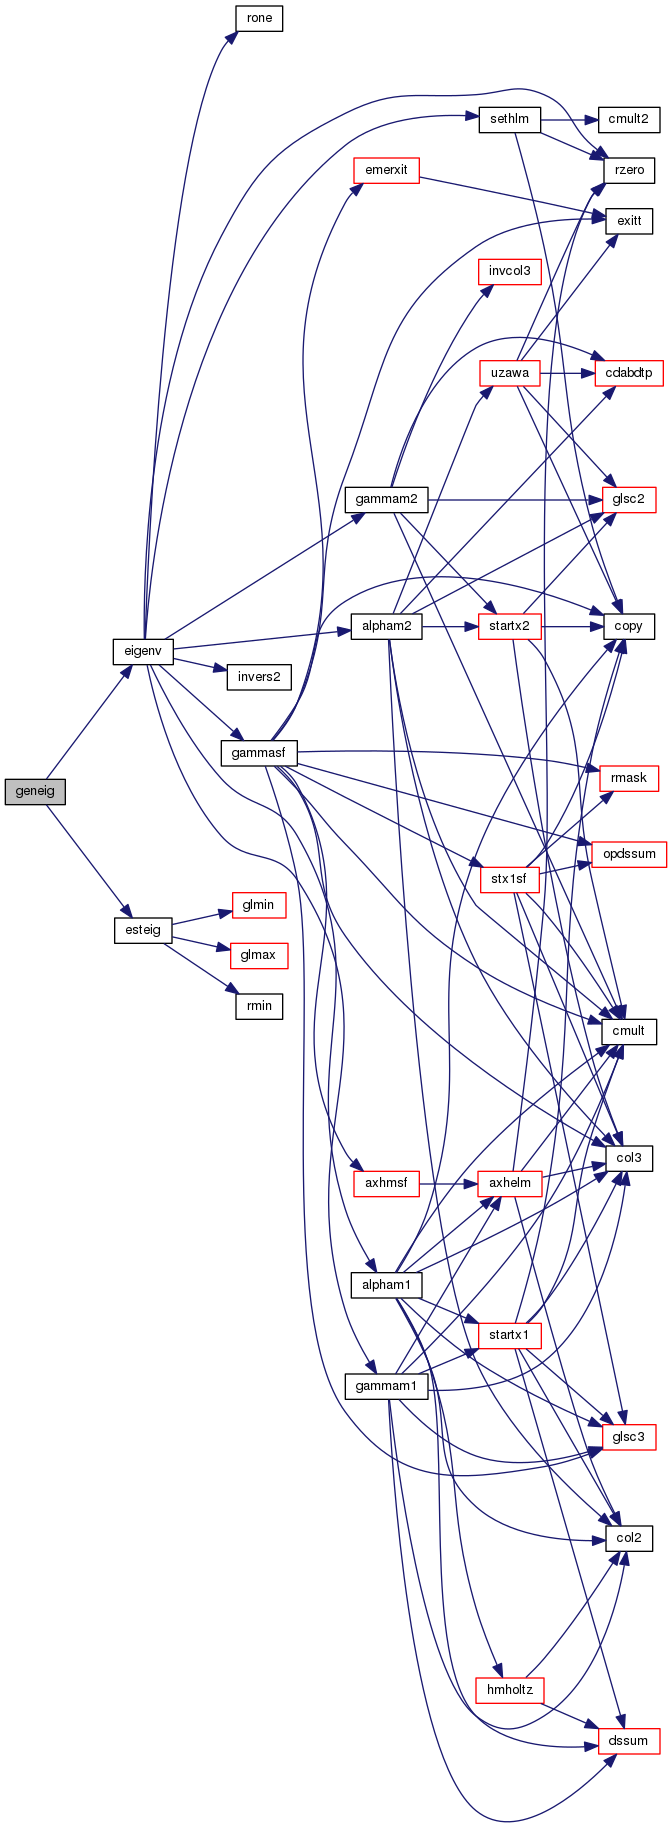 rone
sethlm
cmult2
emerxit
rzero
exitt
invcol3
uzawa
cdabdtp
gammam2
glsc2
alpham2
startx2
copy
eigenv
invers2
gammasf
rmask
geneig
opdssum
stx1sf
glmin
esteig
glmax
rmin
cmult
col3
axhmsf
axhelm
alpham1
startx1
gammam1
glsc3
col2
hmholtz
dssum